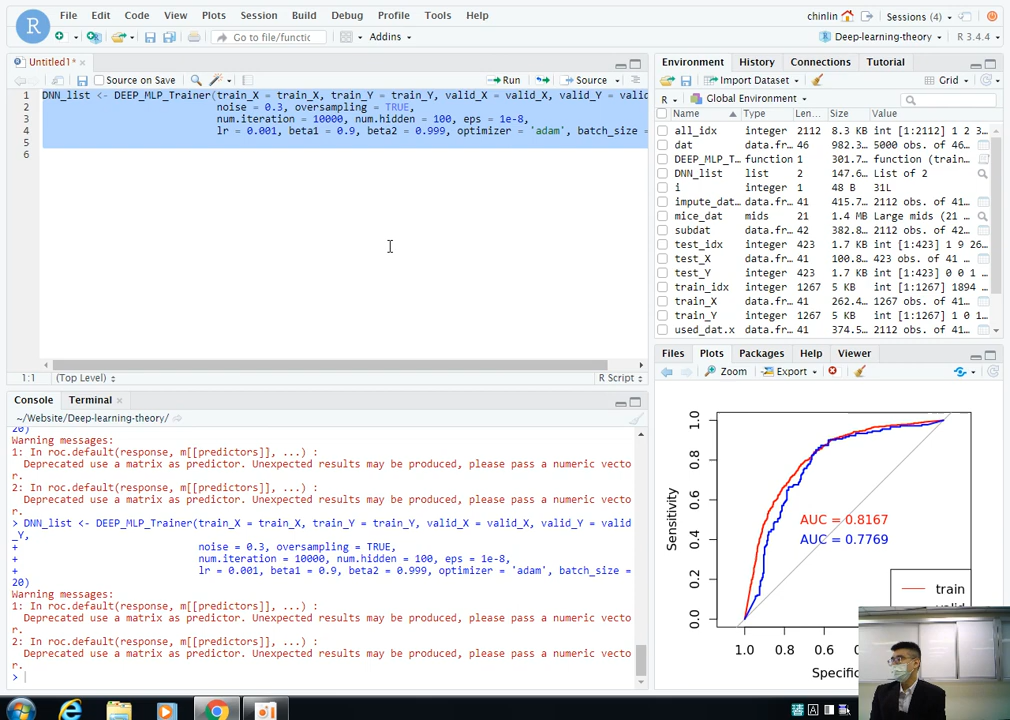 File Edit Code View Plots Session Build Debug Profile Tools Help
chinlin Sessions (4)
Go to file/functic Addins
Deep-learning-theory R 3.4.4
Untitled1*
Source on Save Run Source
1 DNN_list <- DEEP_MLP_Trainer(train_X = train_X, train_Y = train_Y, valid_X = valid_X, valid_Y = valid
2 noise = 0.3, oversampling = TRUE,
3 num.iteration = 10000, num.hidden = 100, eps = 1e-8,
4 lr = 0.001, beta1 = 0.9, beta2 = 0.999, optimizer = 'adam', batch_size =
5
6
1:1 (Top Level) R Script
Console Terminal
~/Website/Deep-learning-theory/
20)
Warning messages:
1: In roc.default(response, m[[predictors]], ...) :
Deprecated use a matrix as predictor. Unexpected results may be produced, please pass a numeric vecto
r.
2: In roc.default(response, m[[predictors]], ...) :
Deprecated use a matrix as predictor. Unexpected results may be produced, please pass a numeric vecto
r.
> DNN_list <- DEEP_MLP_Trainer(train_X = train_X, train_Y = train_Y, valid_X = valid_X, valid_Y = valid
_Y,
+ noise = 0.3, oversampling = TRUE,
+ num.iteration = 10000, num.hidden = 100, eps = 1e-8,
+ lr = 0.001, beta1 = 0.9, beta2 = 0.999, optimizer = 'adam', batch_size =
20)
Warning messages:
1: In roc.default(response, m[[predictors]], ...) :
Deprecated use a matrix as predictor. Unexpected results may be produced, please pass a numeric vecto
r.
2: In roc.default(response, m[[predictors]], ...) :
Deprecated use a matrix as predictor. Unexpected results may be produced, please pass a numeric vecto
r.
>
Environment History Connections Tutorial
Import Dataset Grid
R Global Environment
Name Type Len... Size Value
all_idx integer 2112 8.3 KB int [1:2112] 1 2 3...
dat data.fr... 46 982.3... 5000 obs. of 46...
DEEP_MLP_T... function 1 301.7... function (train...
DNN_list list 2 147.6... List of 2
i integer 1 48 B 31L
impute_dat... data.fr... 41 415.7... 2112 obs. of 41...
mice_dat mids 21 1.4 MB Large mids (21 ...
subdat data.fr... 42 382.8... 2112 obs. of 42...
test_idx integer 423 1.7 KB int [1:423] 1 9 26...
test_X data.fr... 41 100.8... 423 obs. of 41...
test_Y integer 423 1.7 KB int [1:423] 0 0 1 ...
train_idx integer 1267 5 KB int [1:1267] 1894 ...
train_X data.fr... 41 262.4... 1267 obs. of 41...
train_Y integer 1267 5 KB int [1:1267] 1 0 1...
used_dat.x data.fr... 41 374.5... 2112 obs. of 41...
Files Plots Packages Help Viewer
Zoom Export
Sensitivity
0.0 0.2 0.4 0.6 0.8 1.0
AUC = 0.8167
AUC = 0.7769
train
1.0 0.8 0.6
Specific